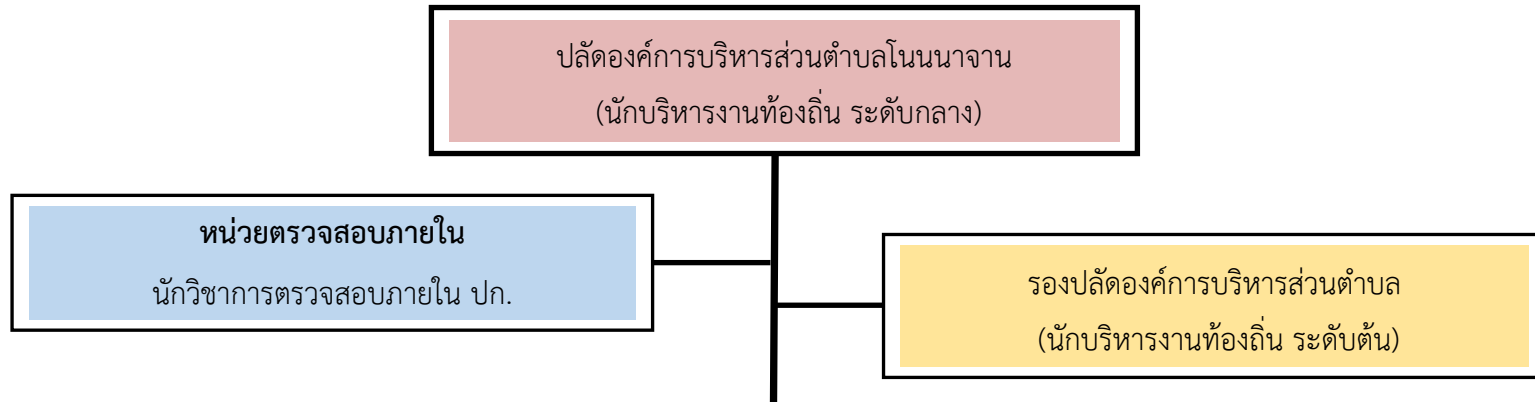 ปลัดองค์การบริหารส่วนตำบลโนนนาจาน
(นักบริหารงานท้องถิ่น ระดับกลาง)
หน่วยตรวจสอบภายใน
นักวิชาการตรวจสอบภายใน ปก.
รองปลัดองค์การบริหารส่วนตำบล
(นักบริหารงานท้องถิ่น ระดับต้น)